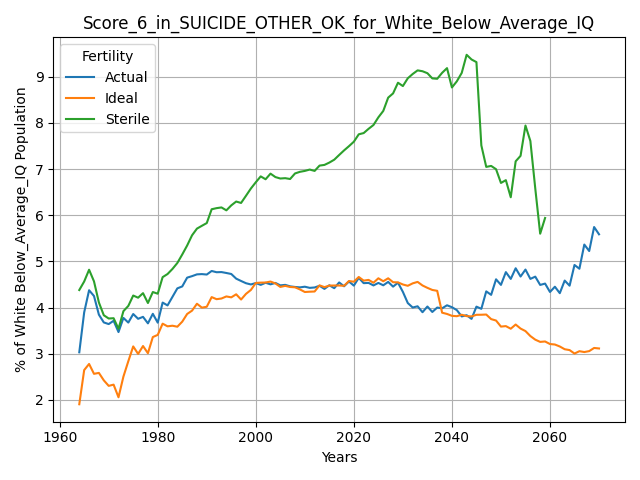 Score_6_in_SUICIDE_OTHER_OK_for_White_Below_Average_IQ
Fertility
Actual
Ideal
Sterile
% of White Below_Average_IQ Population
9
8
7
6
5
4
3
2
1960
1980
2000
2020
2040
2060
Years